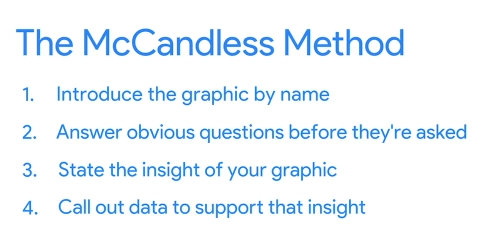 The McCandless Method
1. Introduce the graphic by name
2. Answer obvious questions before they're asked
3. State the insight of your graphic
4. Call out data to support that insight